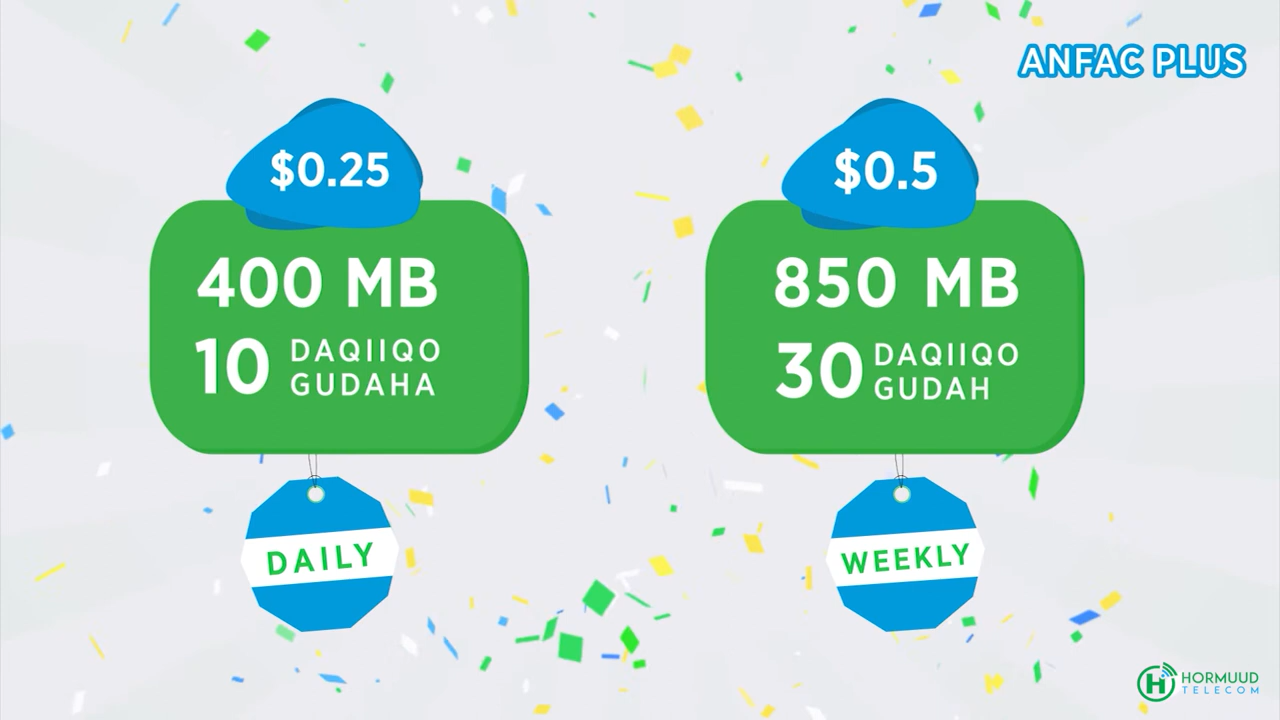 ANFAC PLUS
$0.25
400 MB
10 DAQIIQO
GUDAHA
DAILY
$0.5
850 MB
30 DAQIIQO
GUDAH
WEEKLY
HORMUUD
TELECOM